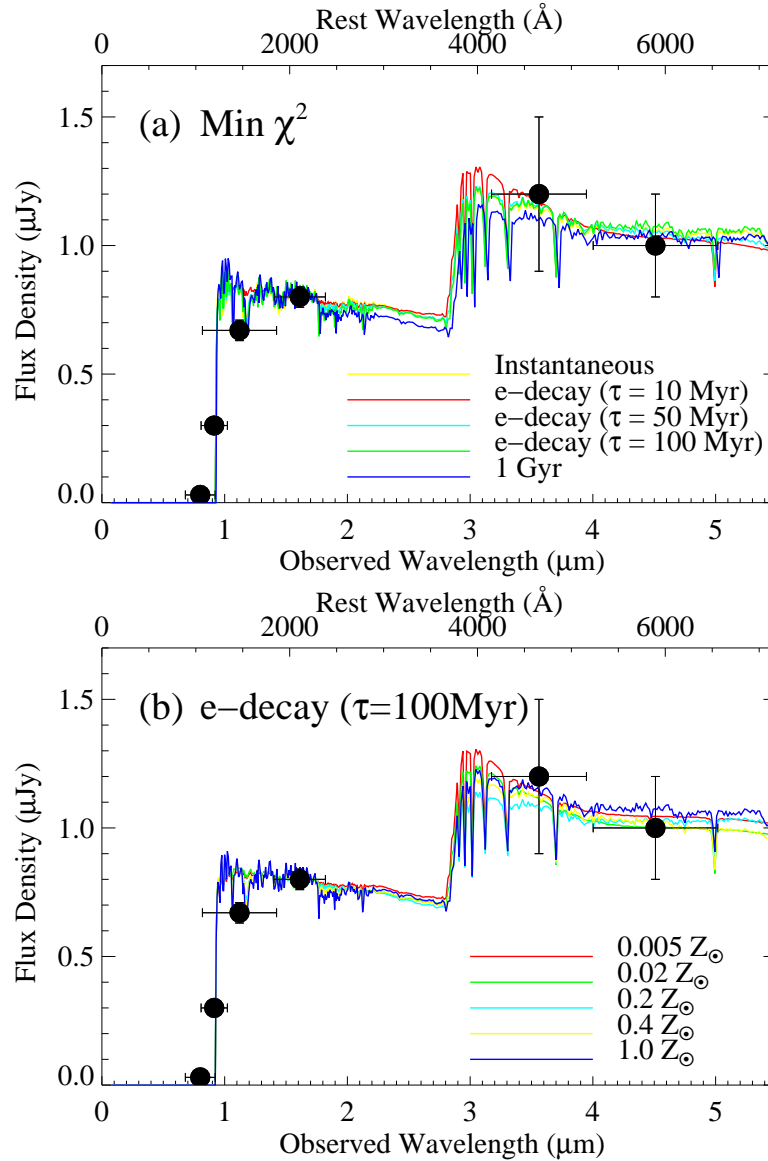 Rest Wavelength (Å)
0 2000 4000 6000
(a) Min χ²
1.5
1.0
0.5
0.0
Flux Density (μJy)
Instantaneous
e−decay (τ = 10 Myr)
e−decay (τ = 50 Myr)
e−decay (τ = 100 Myr)
1 Gyr
0 1 2 3 4 5
Observed Wavelength (μm)
Rest Wavelength (Å)
0 2000 4000 6000
(b) e−decay (τ=100Myr)
1.5
1.0
0.5
0.0
Flux Density (μJy)
0.005 Z⊙
0.02 Z⊙
0.2 Z⊙
0.4 Z⊙
1.0 Z⊙
0 1 2 3 4 5
Observed Wavelength (μm)